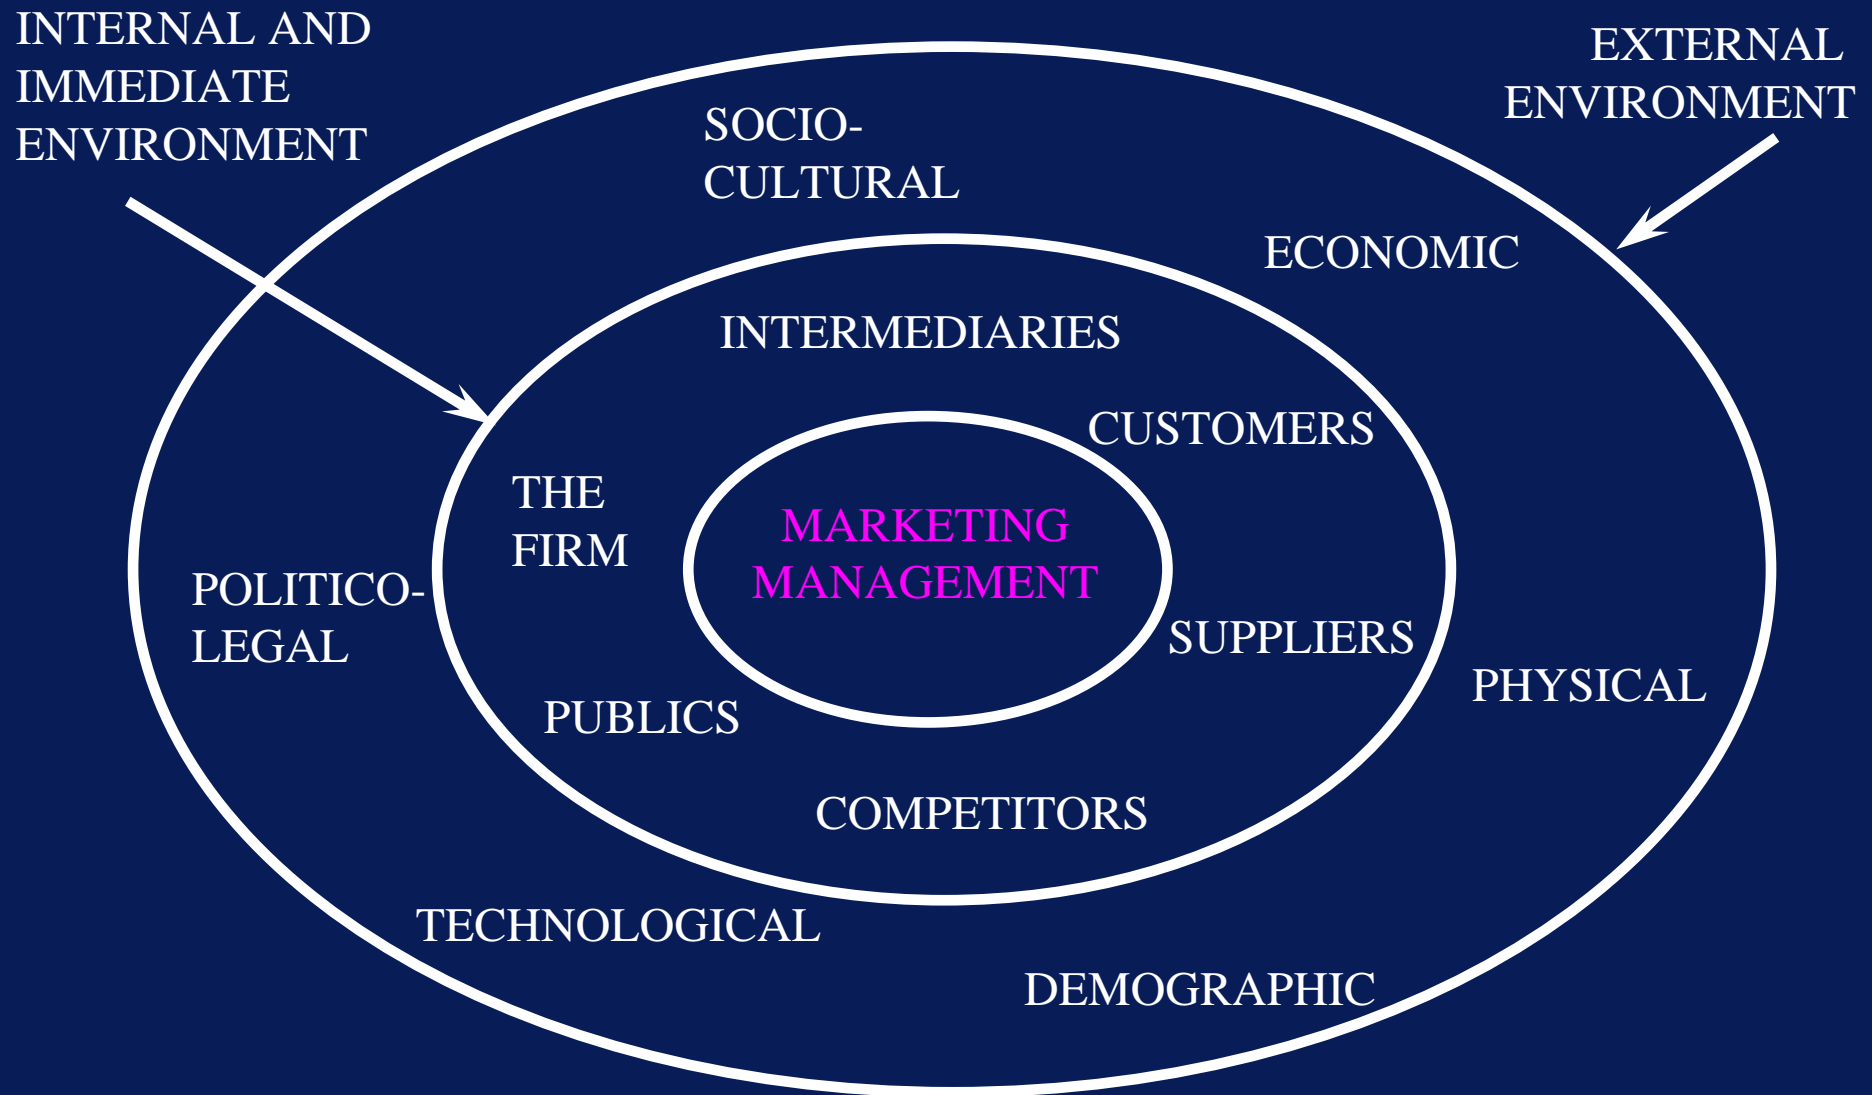 INTERNAL AND
IMMEDIATE
ENVIRONMENT
EXTERNAL
ENVIRONMENT
SOCIO-
CULTURAL
ECONOMIC
INTERMEDIARIES
CUSTOMERS
THE
FIRM
MARKETING
MANAGEMENT
POLITICO-
LEGAL
SUPPLIERS
PHYSICAL
PUBLICS
COMPETITORS
TECHNOLOGICAL
DEMOGRAPHIC